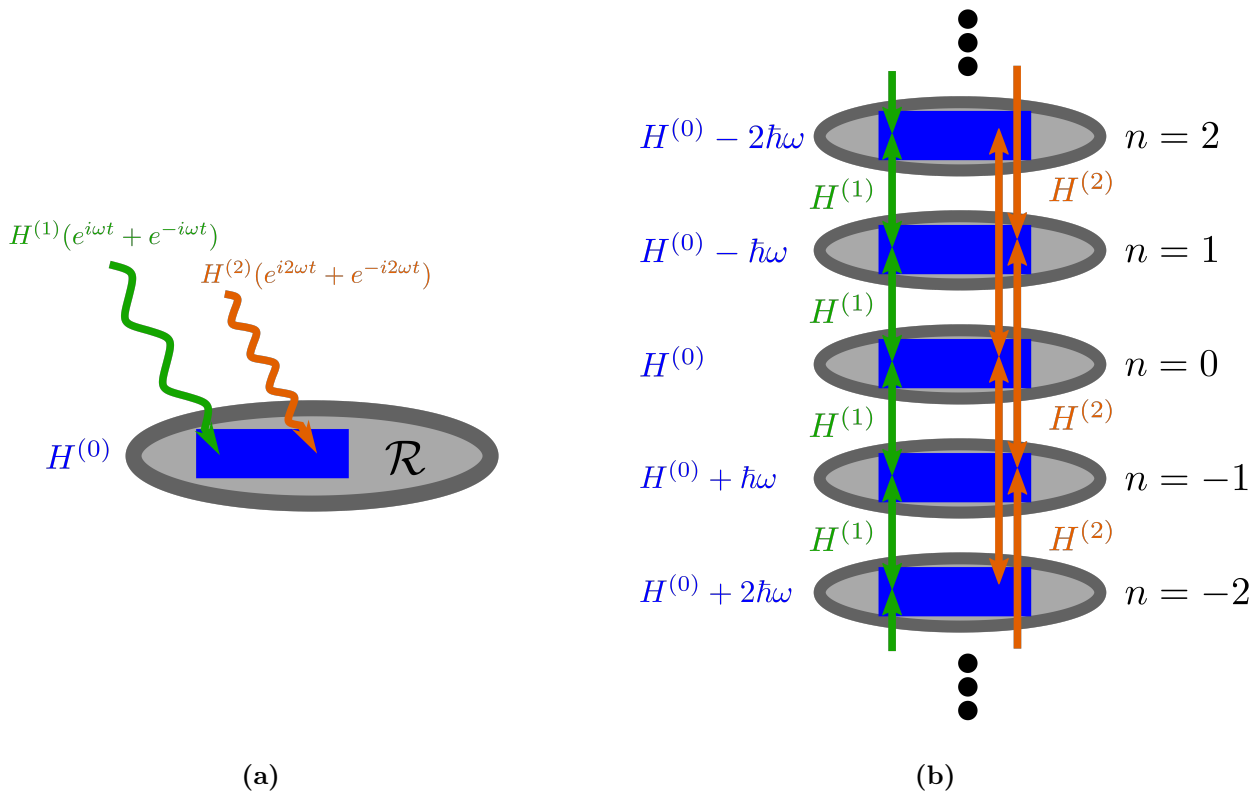 H^{(1)}(e^{iωt} + e^{-iωt})
H^{(2)}(e^{i2ωt} + e^{-i2ωt})
H^{(0)}
ℛ
(a)
H^{(0)} − 2ℏω
n = 2
H^{(1)}
H^{(2)}
H^{(0)} − ℏω
n = 1
H^{(1)}
H^{(0)}
n = 0
H^{(1)}
H^{(2)}
H^{(0)} + ℏω
n = −1
H^{(1)}
H^{(2)}
H^{(0)} + 2ℏω
n = −2
(b)